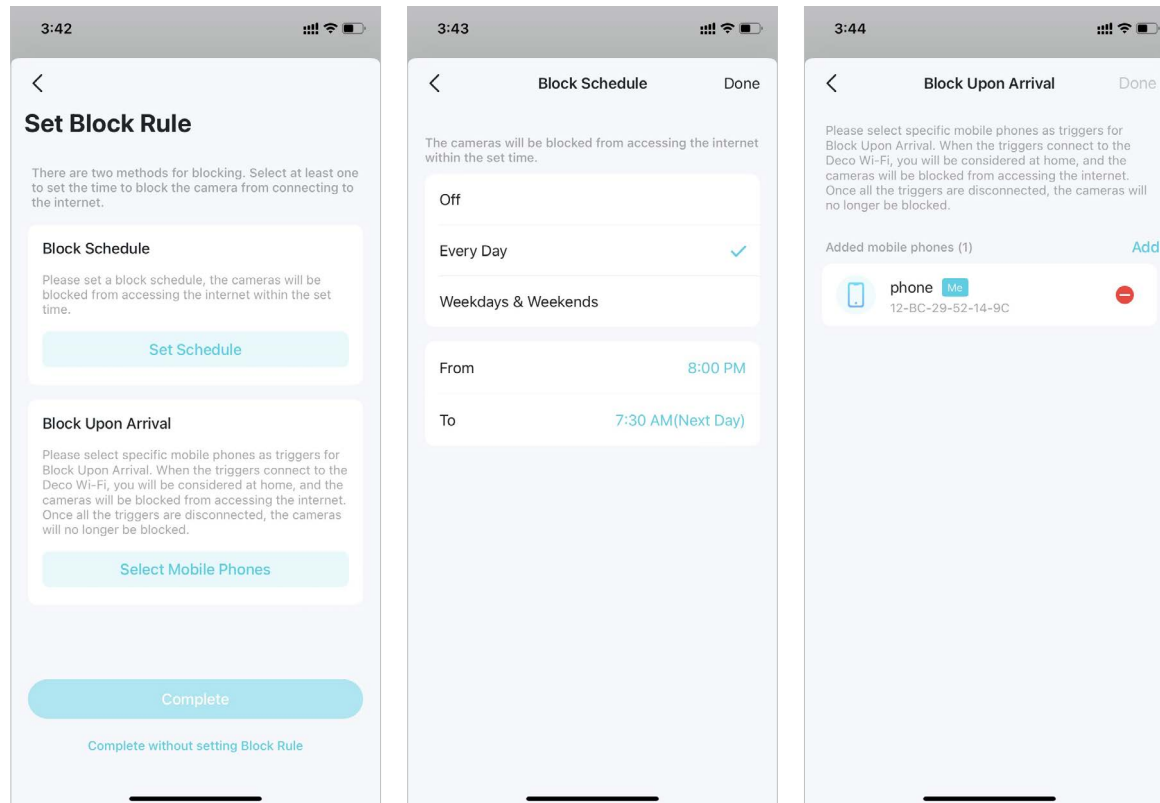 3:42
Set Block Rule
There are two methods for blocking. Select at least one
to set the time to block the camera from connecting to
the internet.
Block Schedule
Please set a block schedule, the cameras will be
blocked from accessing the internet within the set
time.
Set Schedule
Block Upon Arrival
Please select specific mobile phones as triggers for
Block Upon Arrival. When the triggers connect to the
Deco Wi-Fi, you will be considered at home, and the
cameras will be blocked from accessing the internet.
Once all the triggers are disconnected, the cameras
will no longer be blocked.
Select Mobile Phones
Complete
Complete without setting Block Rule
3:43
Block Schedule Done
The cameras will be blocked from accessing the internet
within the set time.
Off
Every Day
Weekdays & Weekends
From 8:00 PM
To 7:30 AM(Next Day)
3:44
Block Upon Arrival Done
Please select specific mobile phones as triggers for
Block Upon Arrival. When the triggers connect to the
Deco Wi-Fi, you will be considered at home, and the
cameras will be blocked from accessing the internet.
Once all the triggers are disconnected, the cameras will
no longer be blocked.
Added mobile phones (1) Add
phone Me
12-BC-29-52-14-9C